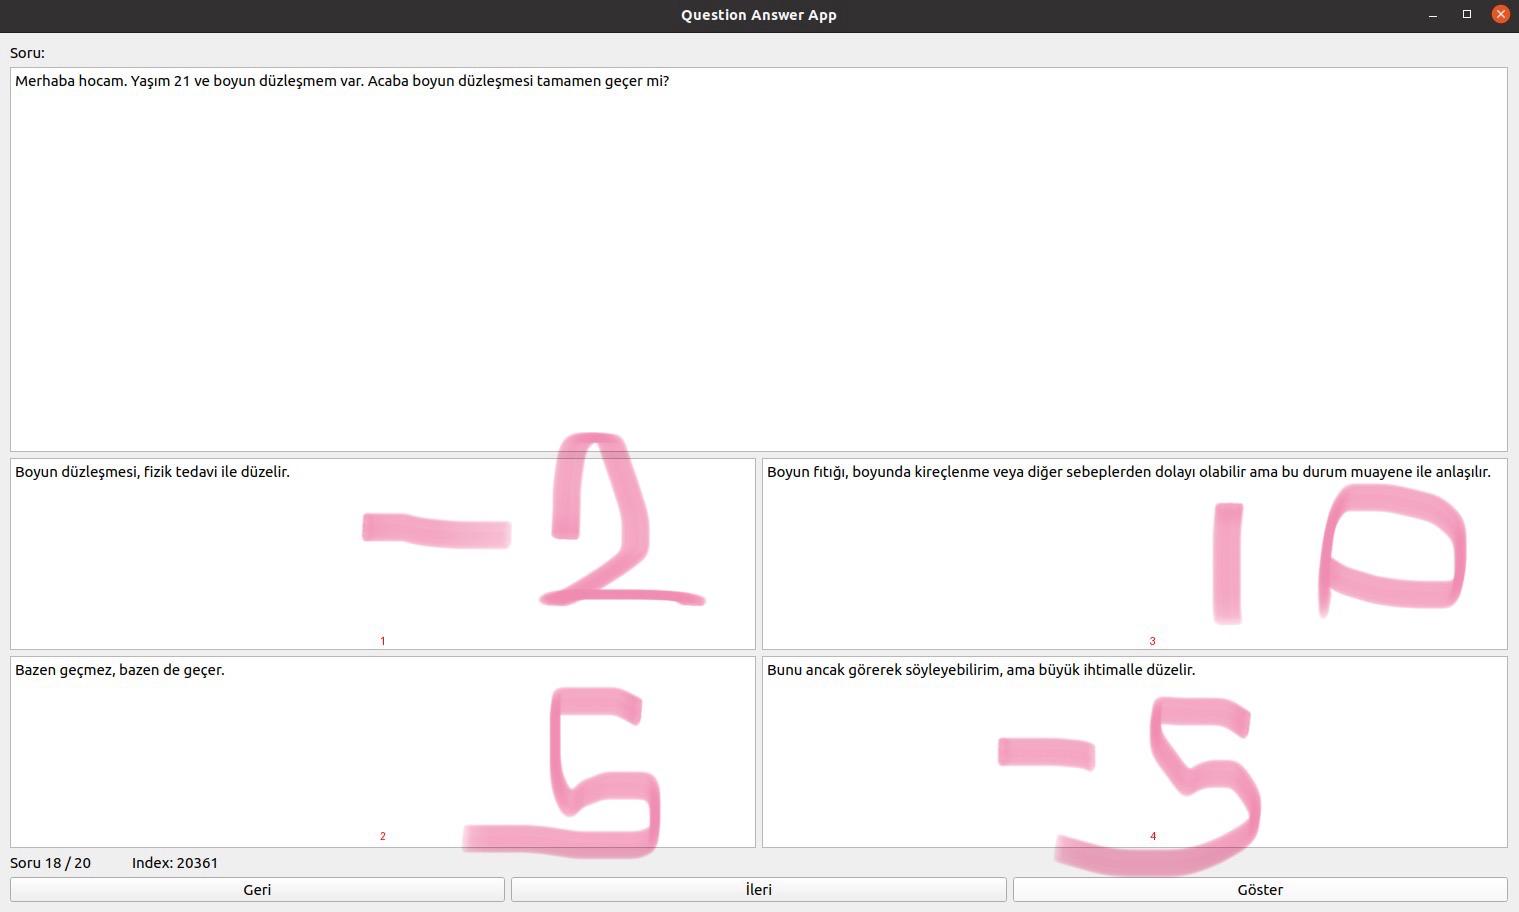 Question Answer App
Soru:
Merhaba hocam. Yaşım 21 ve boyun düzleşmem var. Acaba boyun düzleşmesi tamamen geçer mi?
Boyun düzleşmesi, fizik tedavi ile düzelir.
-2
1
Boyun fıtığı, boyunda kireçlenme veya diğer sebeplerden dolayı olabilir ama bu durum muayene ile anlaşılır.
10
3
Bazen geçmez, bazen de geçer.
5
2
Bunu ancak görerek söyleyebilirim, ama büyük ihtimalle düzelir.
-5
4
Soru 18 / 20 Index: 20361
Geri İleri Göster